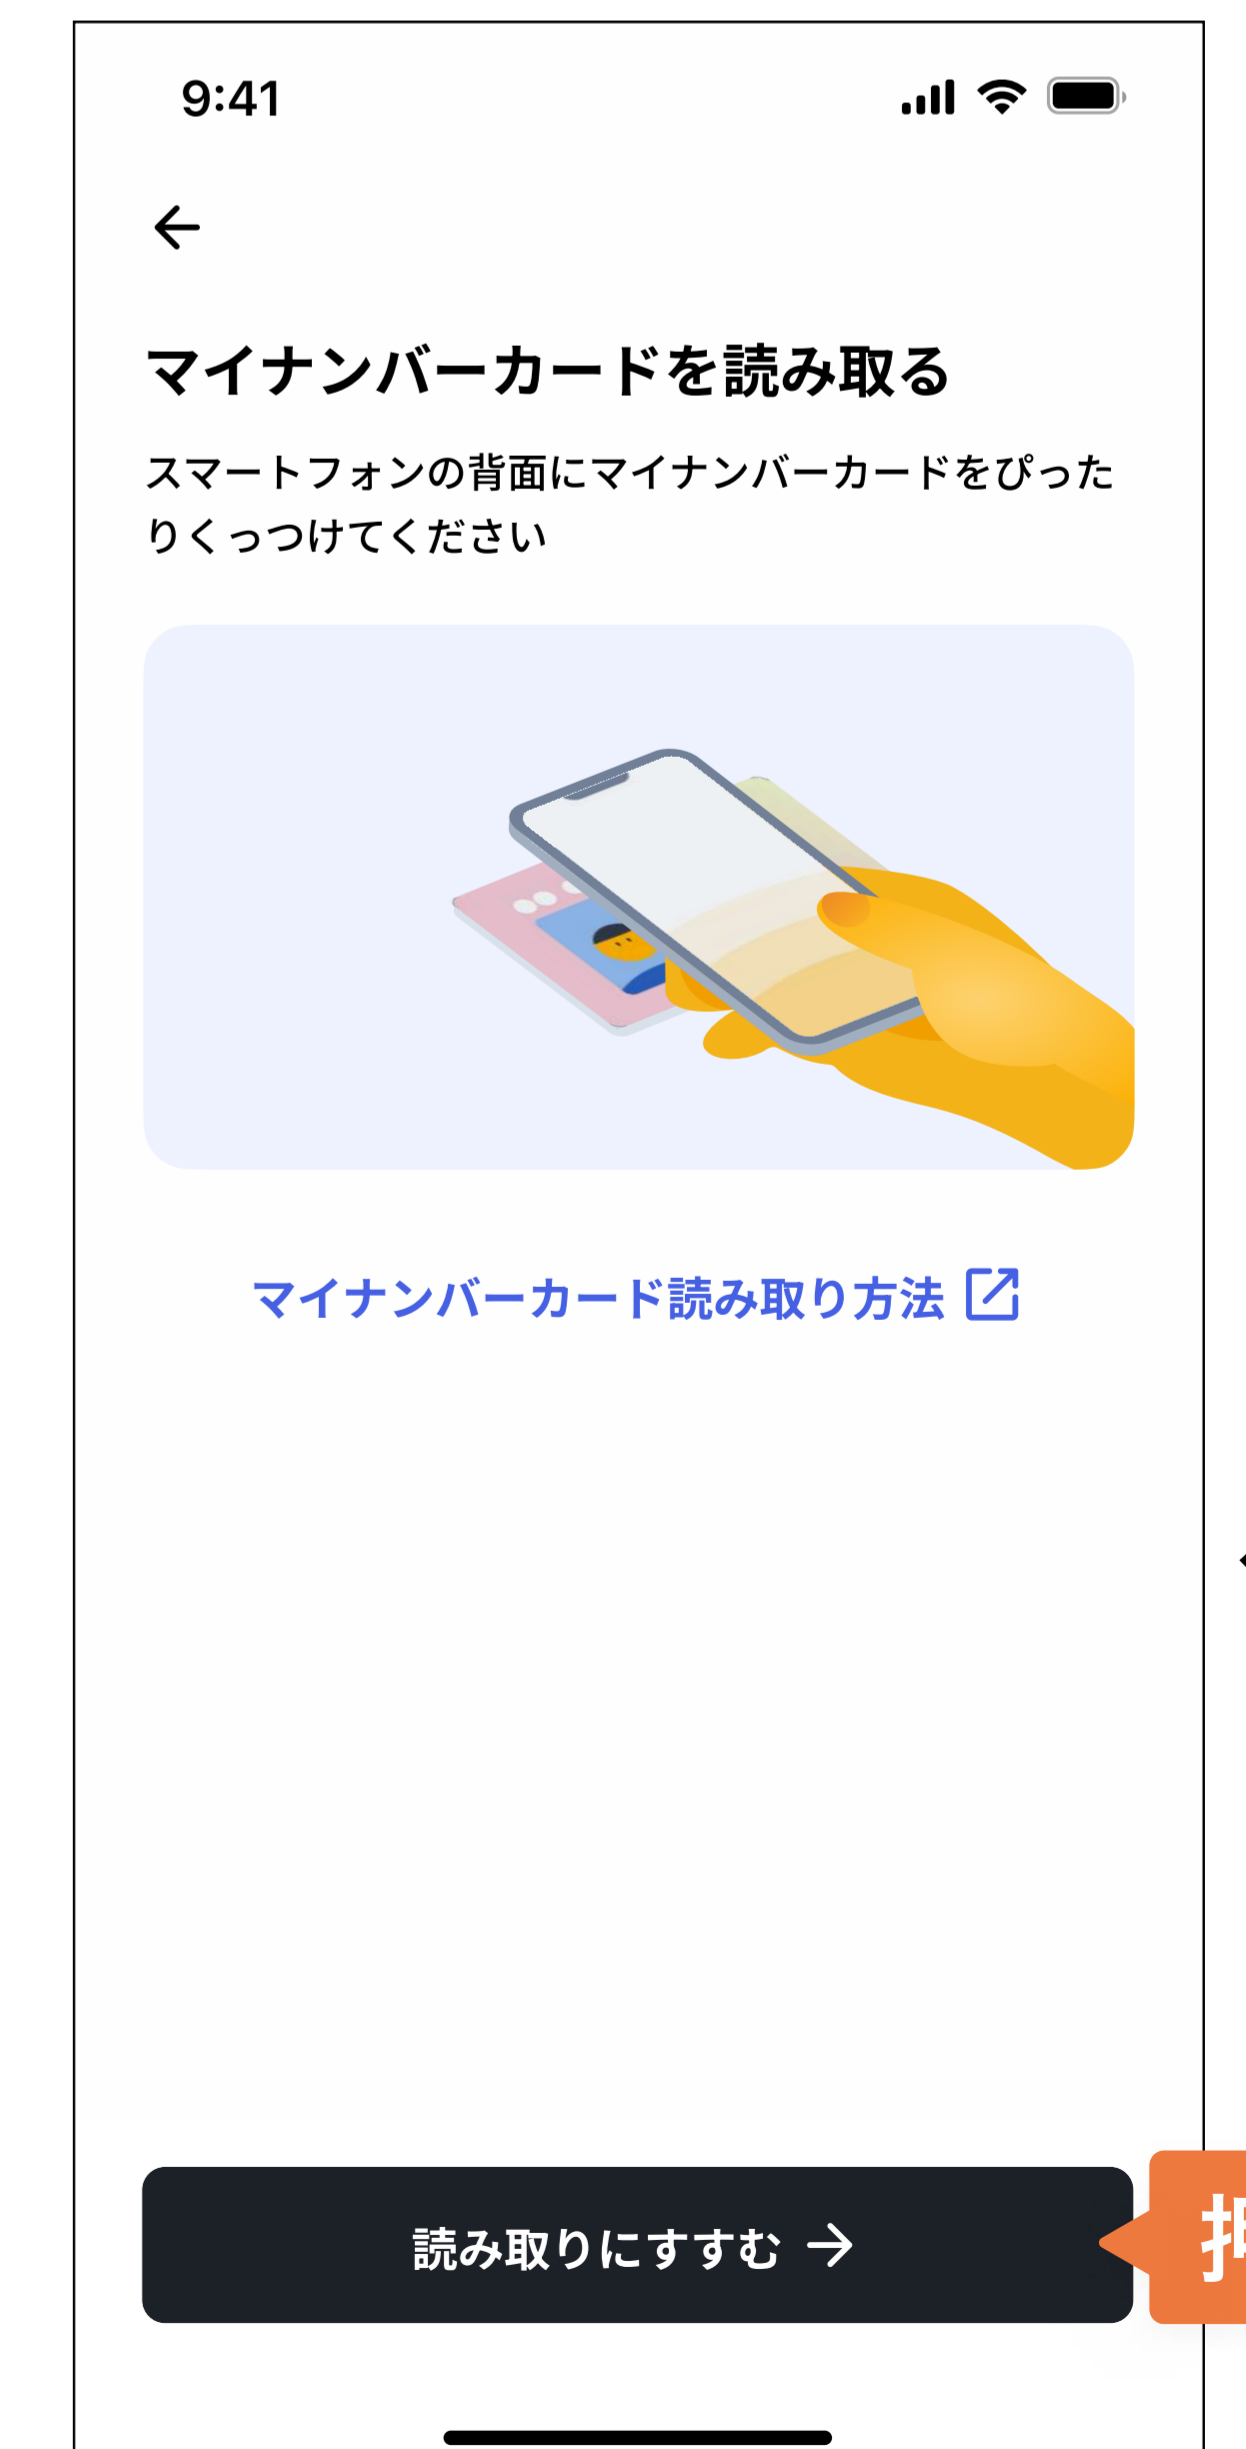 9:41
マイナンバーカードを読み取る
スマートフォンの背面にマイナンバーカードをぴった
りくっつけてください
マイナンバーカード読み取り方法
読み取りにすすむ